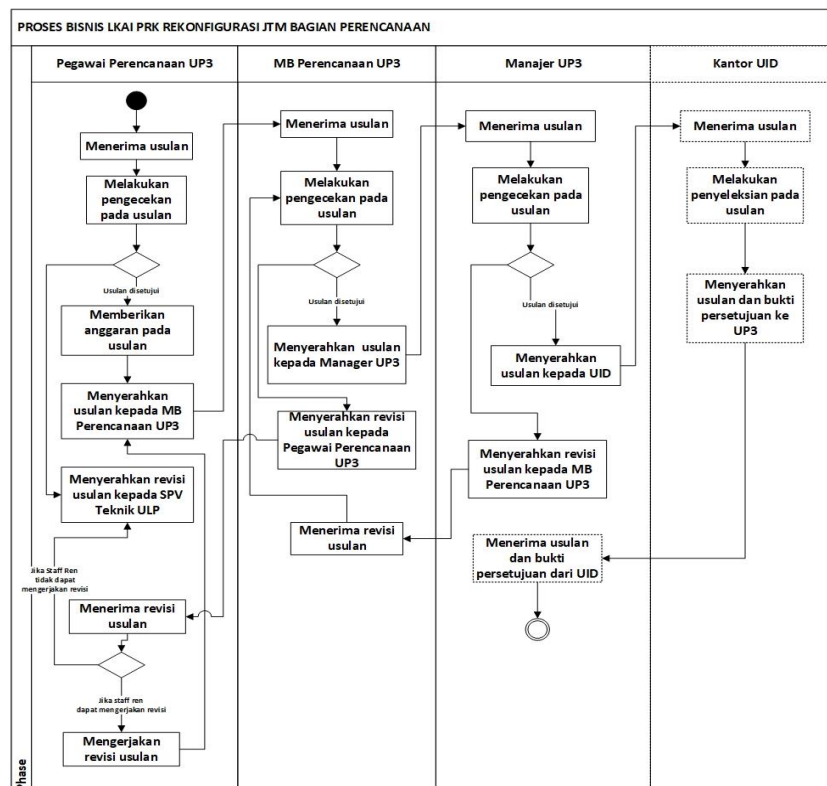 PROSES BISNIS LKAI PRK REKONFIGURASI JTM BAGIAN PERENCANAAN
Pegawai Perencanaan UP3
MB Perencanaan UP3
Manajer UP3
Kantor UID
Menerima usulan
Melakukan
pengecekan pada
usulan
Usulan disetujui
Memberikan
anggaran pada
usulan
Menyerahkan
usulan kepada MB
Perencanaan UP3
Menyerahkan revisi
usulan kepada SPV
Teknik ULP
Jika Staff Ren
tidak dapat
mengerjakan revisi
Menerima revisi
usulan
Jika staff ren
dapat mengerjakan revisi
Mengerjakan
revisi usulan
Menerima usulan
Melakukan
pengecekan pada
usulan
Usulan disetujui
Menyerahkan usulan
kepada Manager UP3
Menyerahkan revisi
usulan kepada
Pegawai Perencanaan
UP3
Menerima revisi
usulan
Menerima usulan
Melakukan
pengecekan pada
usulan
Usulan disetujui
Menyerahkan
usulan kepada UID
Menyerahkan revisi
usulan kepada MB
Perencanaan UP3
Menerima usulan
dan bukti
persetujuan dari UID
Menerima usulan
Melakukan
penyeleksian pada
usulan
Menyerahkan
usulan dan bukti
persetujuan ke
UP3
Phase